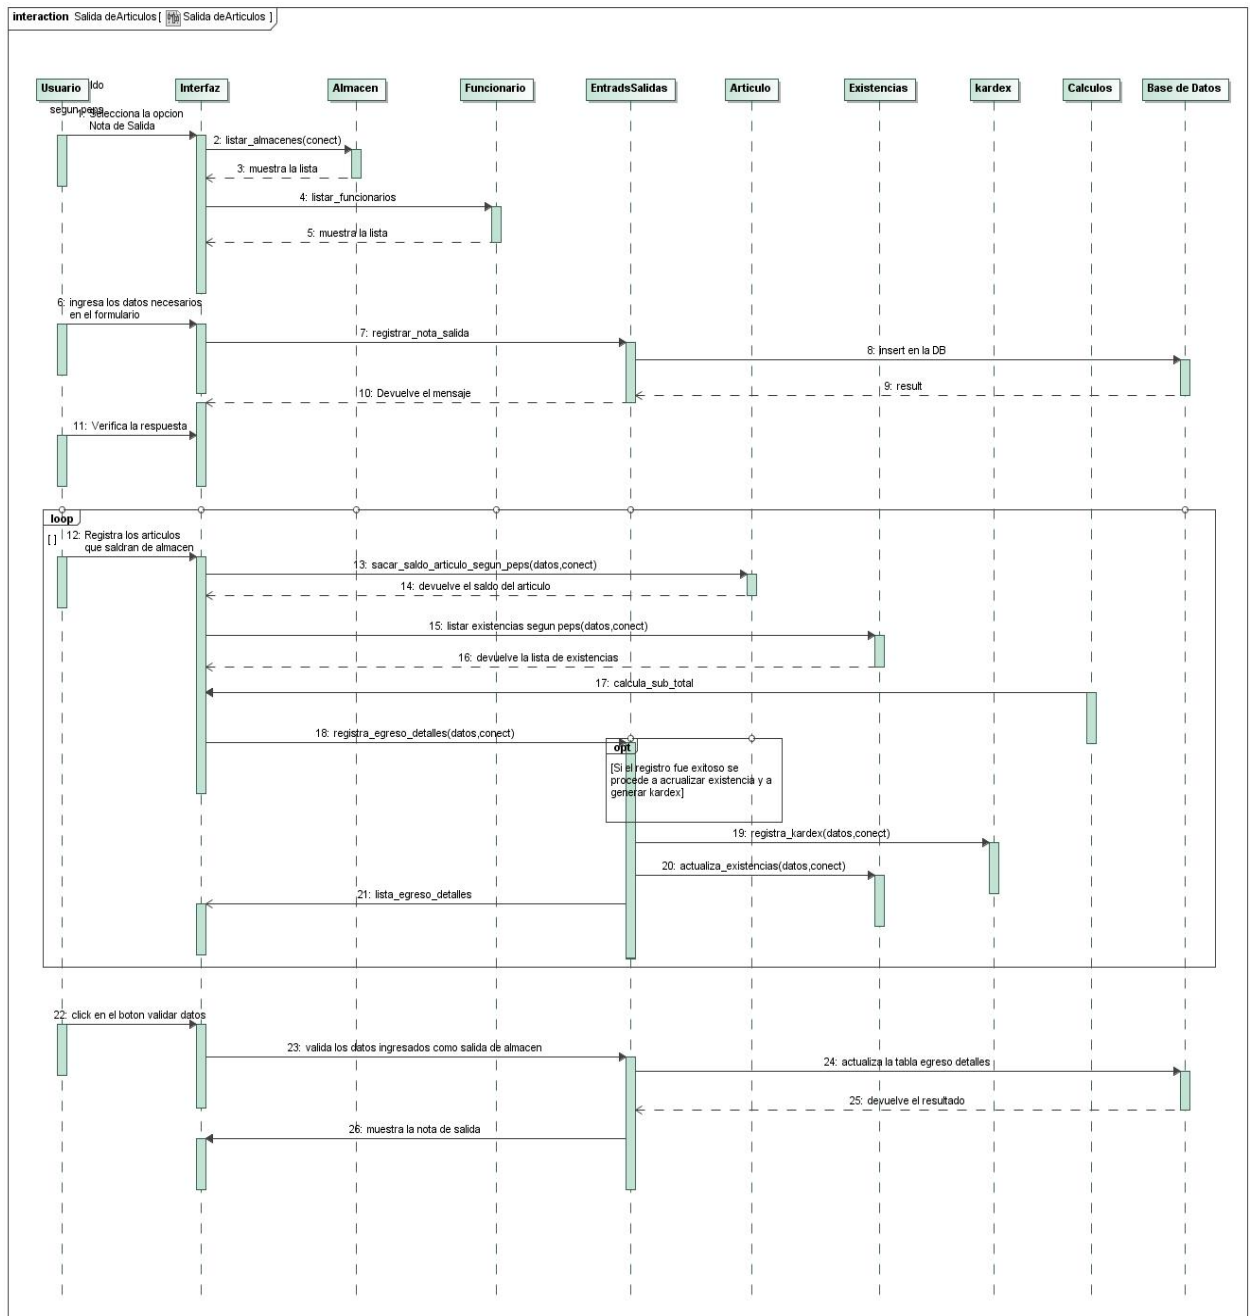 interaction Salida deArticulos[ Salida deArticulos ]
Usuario
ldo
segun peps
Interfaz
Almacen
Funcionario
EntradsSalidas
Articulo
Existencias
kardex
Calculos
Base de Datos
1: Selecciona la opcion
Nota de Salida
2: listar_almacenes(conect)
3: muestra la lista
4: listar_funcionarios
5: muestra la lista
6: ingresa los datos necesarios
en el formulario
7: registrar_nota_salida
8: insert en la DB
9: result
10: Devuelve el mensaje
11: Verifica la respuesta
loop
[ ]
12: Registra los articulos
que saldran de almacen
13: sacar_saldo_articulo_segun_peps(datos,conect)
14: devuelve el saldo del articulo
15: listar existencias segun peps(datos,conect)
16: devuelve la lista de existencias
17: calcula_sub_total
18: registra_egreso_detalles(datos,conect)
opt
[Si el registro fue exitoso se
procede a acrualizar existencia y a
generar kardex]
19: registra_kardex(datos,conect)
20: actualiza_existencias(datos,conect)
21: lista_egreso_detalles
22: click en el boton validar datos
23: valida los datos ingresados como salida de almacen
24: actualiza la tabla egreso detalles
25: devuelve el resultado
26: muestra la nota de salida